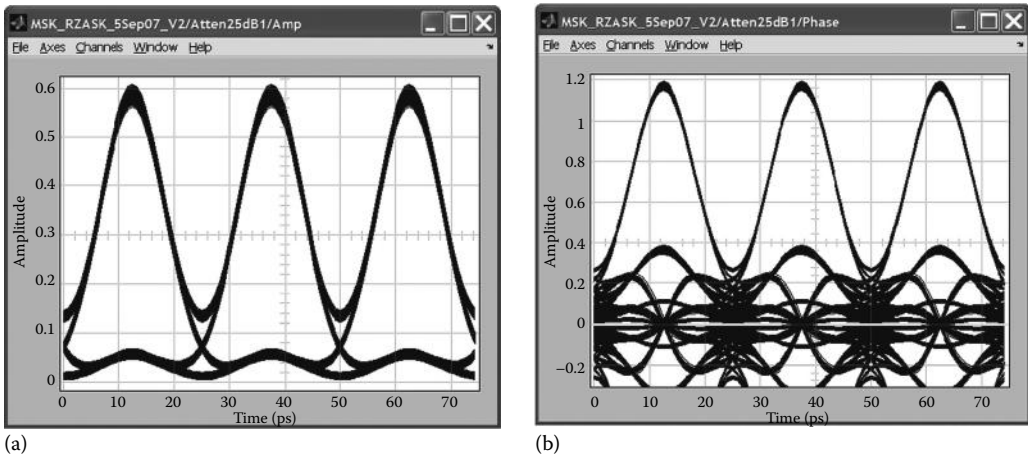 MSK_RZASK_5Sep07_V2/Atten25dB1/Amp
File Axes Channels Window Help
0.6
0.5
0.4
0.3
0.2
0.1
0
Amplitude
0 10 20 30 40 50 60 70
Time (ps)
(a)
MSK_RZASK_5Sep07_V2/Atten25dB1/Phase
File Axes Channels Window Help
1.2
1
0.8
0.6
0.4
0.2
0
−0.2
Amplitude
0 10 20 30 40 50 60 70
Time (ps)
(b)